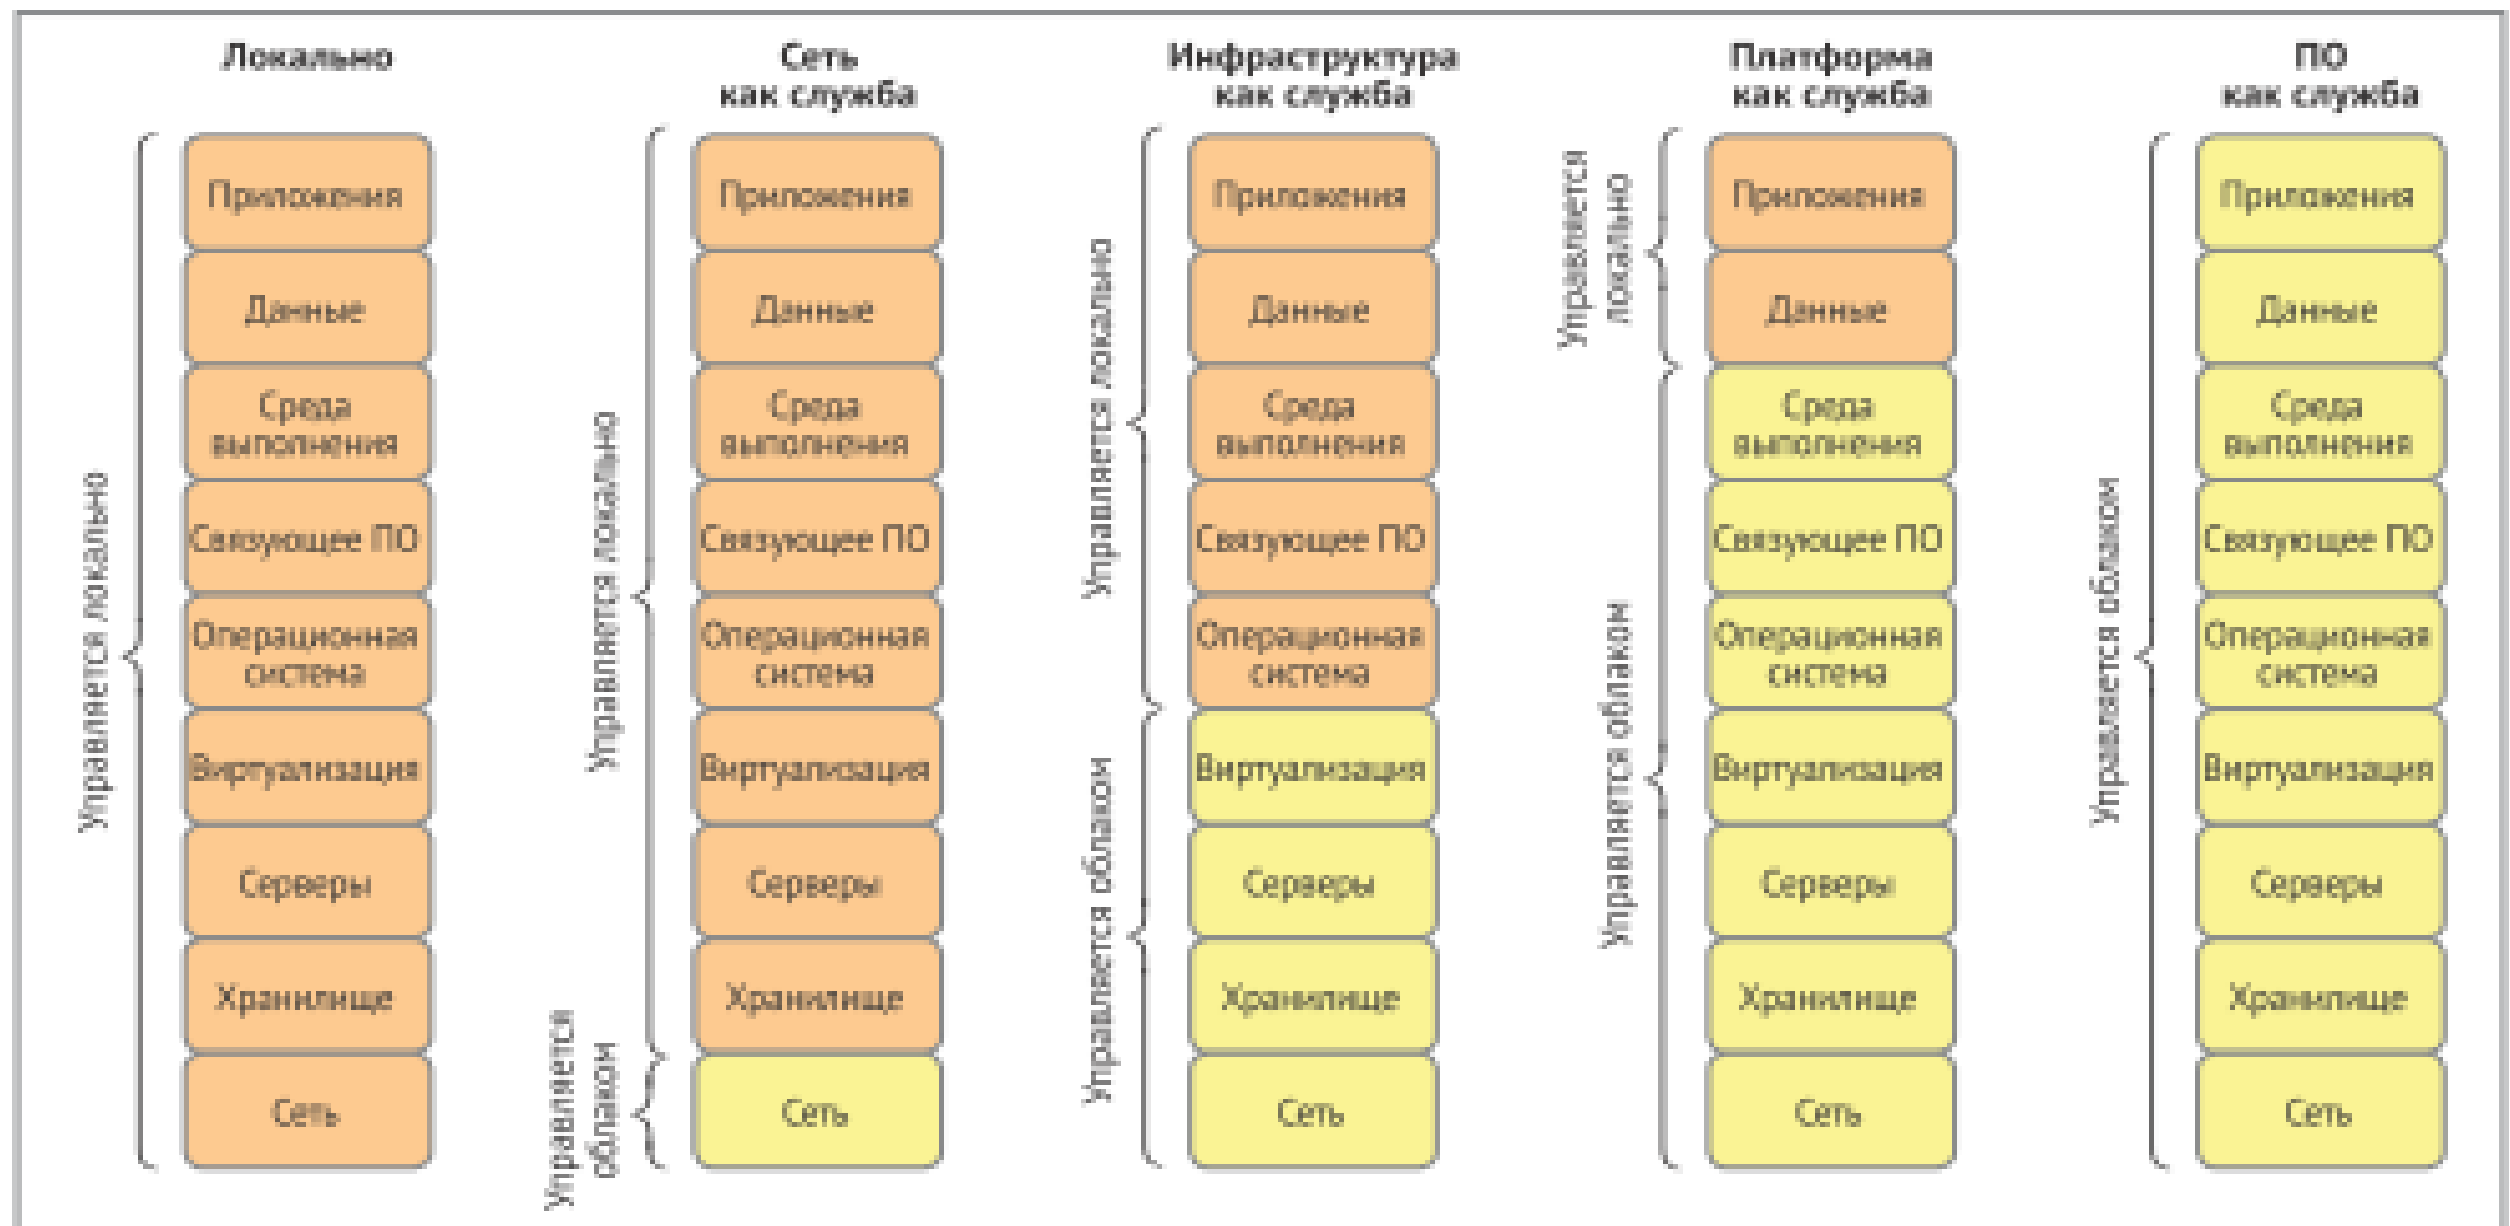 Локально
Управляется локально
Приложения
Данные
Среда
выполнения
Связующее ПО
Операционная
система
Виртуализация
Серверы
Хранилище
Сеть
Сеть
как служба
Управляется локально
Управляется
облаком
Приложения
Данные
Среда
выполнения
Связующее ПО
Операционная
система
Виртуализация
Серверы
Хранилище
Сеть
Инфраструктура
как служба
Управляется локально
Управляется облаком
Приложения
Данные
Среда
выполнения
Связующее ПО
Операционная
система
Виртуализация
Серверы
Хранилище
Сеть
Платформа
как служба
Управляется
локально
Управляется облаком
Приложения
Данные
Среда
выполнения
Связующее ПО
Операционная
система
Виртуализация
Серверы
Хранилище
Сеть
ПО
как служба
Управляется облаком
Приложения
Данные
Среда
выполнения
Связующее ПО
Операционная
система
Виртуализация
Серверы
Хранилище
Сеть